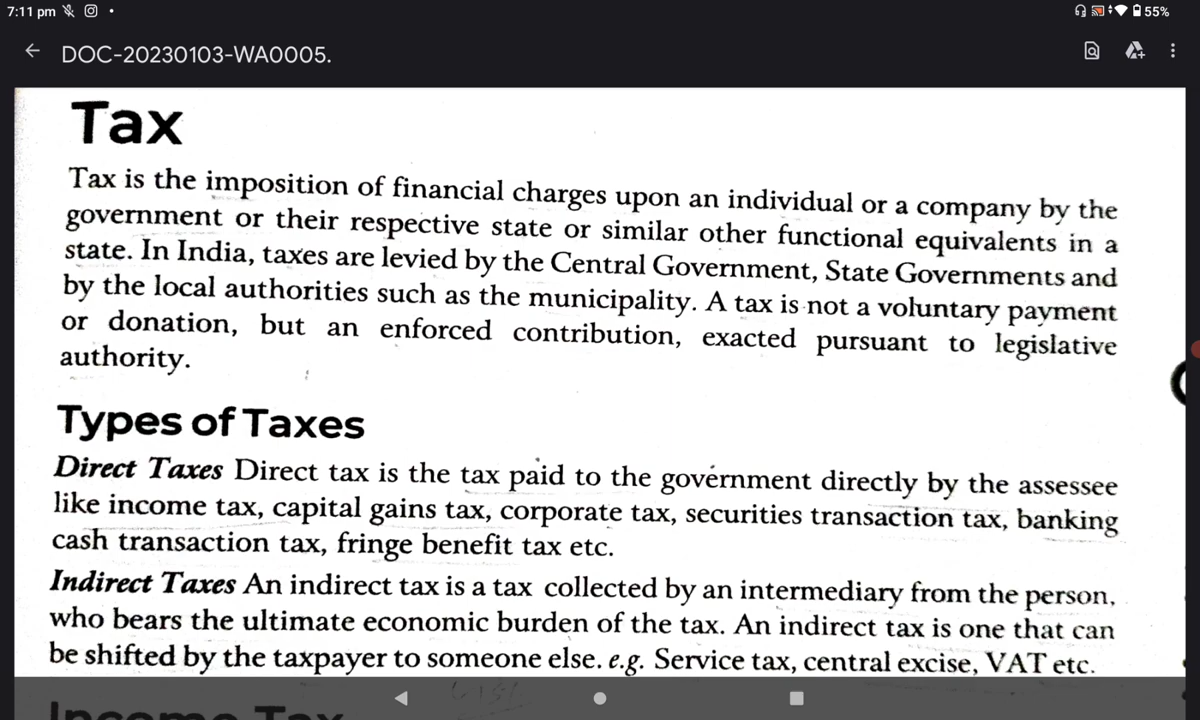 7:11 pm
55%
DOC-20230103-WA0005.
Tax
Tax is the imposition of financial charges upon an individual or a company by the
government or their respective state or similar other functional equivalents in a
state. In India, taxes are levied by the Central Government, State Governments and
by the local authorities such as the municipality. A tax is not a voluntary payment
or donation, but an enforced contribution, exacted pursuant to legislative
authority.
Types of Taxes
Direct Taxes Direct tax is the tax paid to the government directly by the assessee
like income tax, capital gains tax, corporate tax, securities transaction tax, banking
cash transaction tax, fringe benefit tax etc.
Indirect Taxes An indirect tax is a tax collected by an intermediary from the person,
who bears the ultimate economic burden of the tax. An indirect tax is one that can
be shifted by the taxpayer to someone else. e.g. Service tax, central excise, VAT etc.
Income Tax